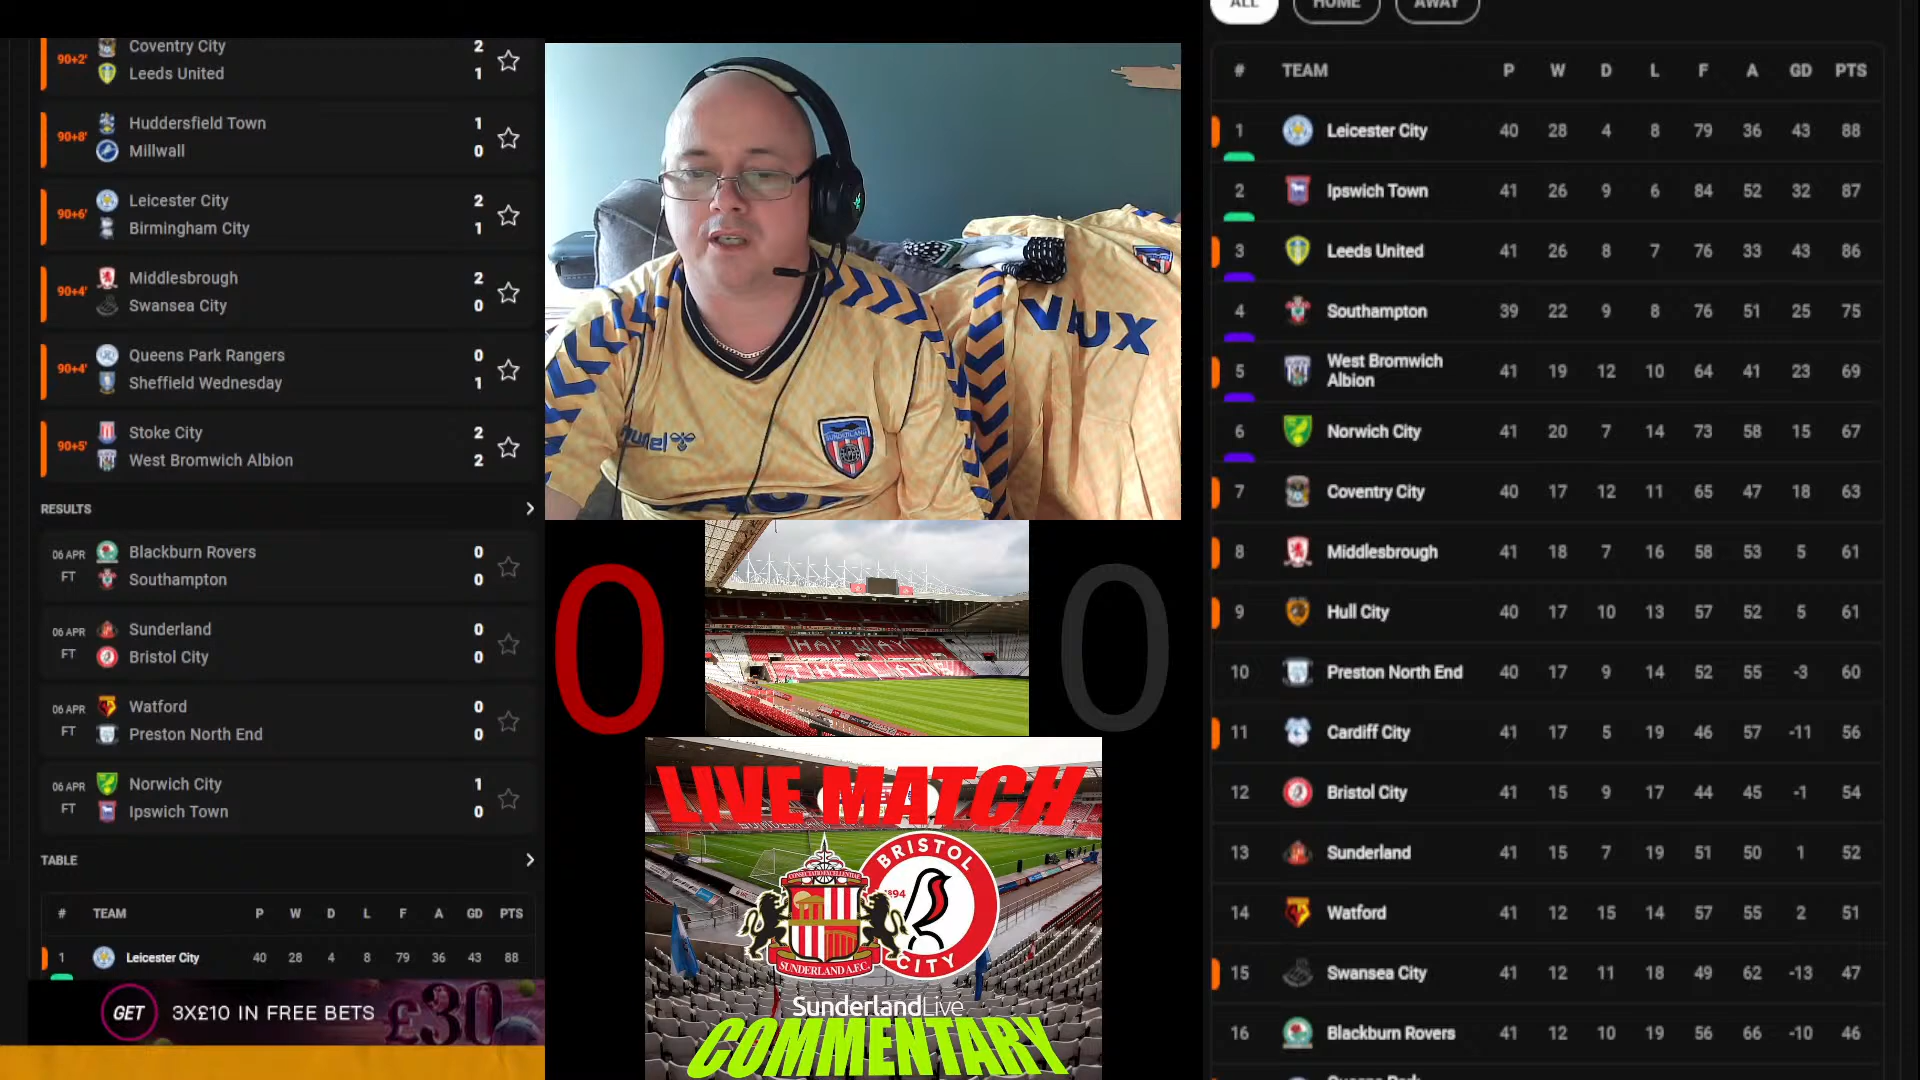 90+2'
Coventry City 2
Leeds United 1
90+8'
Huddersfield Town 1
Millwall 0
90+6'
Leicester City 2
Birmingham City 1
90+4'
Middlesbrough 2
Swansea City 0
90+4'
Queens Park Rangers 0
Sheffield Wednesday 1
90+5'
Stoke City 2
West Bromwich Albion 2
RESULTS
06 APR FT
Blackburn Rovers 0
Southampton 0
06 APR FT
Sunderland 0
Bristol City 0
06 APR FT
Watford 0
Preston North End 0
06 APR FT
Norwich City 1
Ipswich Town 0
TABLE
# TEAM P W D L F A GD PTS
1 Leicester City 40 28 4 8 79 36 43 88
GET 3X£10 IN FREE BETS £30
VAUX
hummel
SUNDERLAND
0 0
HA'WAY
THE LADS
LIVE MATCH
SUNDERLAND
CONSECTATIO EXCELLENTIAE
SUNDERLAND A.F.C.
BRISTOL
1894
CITY
SunderlandLive
COMMENTARY
ALL HOME AWAY
# TEAM P W D L F A GD PTS
1 Leicester City 40 28 4 8 79 36 43 88
2 Ipswich Town 41 26 9 6 84 52 32 87
3 Leeds United 41 26 8 7 76 33 43 86
4 Southampton 39 22 9 8 76 51 25 75
5 West Bromwich Albion 41 19 12 10 64 41 23 69
6 Norwich City 41 20 7 14 73 58 15 67
7 Coventry City 40 17 12 11 65 47 18 63
8 Middlesbrough 41 18 7 16 58 53 5 61
9 Hull City 40 17 10 13 57 52 5 61
10 Preston North End 40 17 9 14 52 55 -3 60
11 Cardiff City 41 17 5 19 46 57 -11 56
12 Bristol City 41 15 9 17 44 45 -1 54
13 Sunderland 41 15 7 19 51 50 1 52
14 Watford 41 12 15 14 57 55 2 51
15 Swansea City 41 12 11 18 49 62 -13 47
16 Blackburn Rovers 41 12 10 19 56 66 -10 46
Queens Park